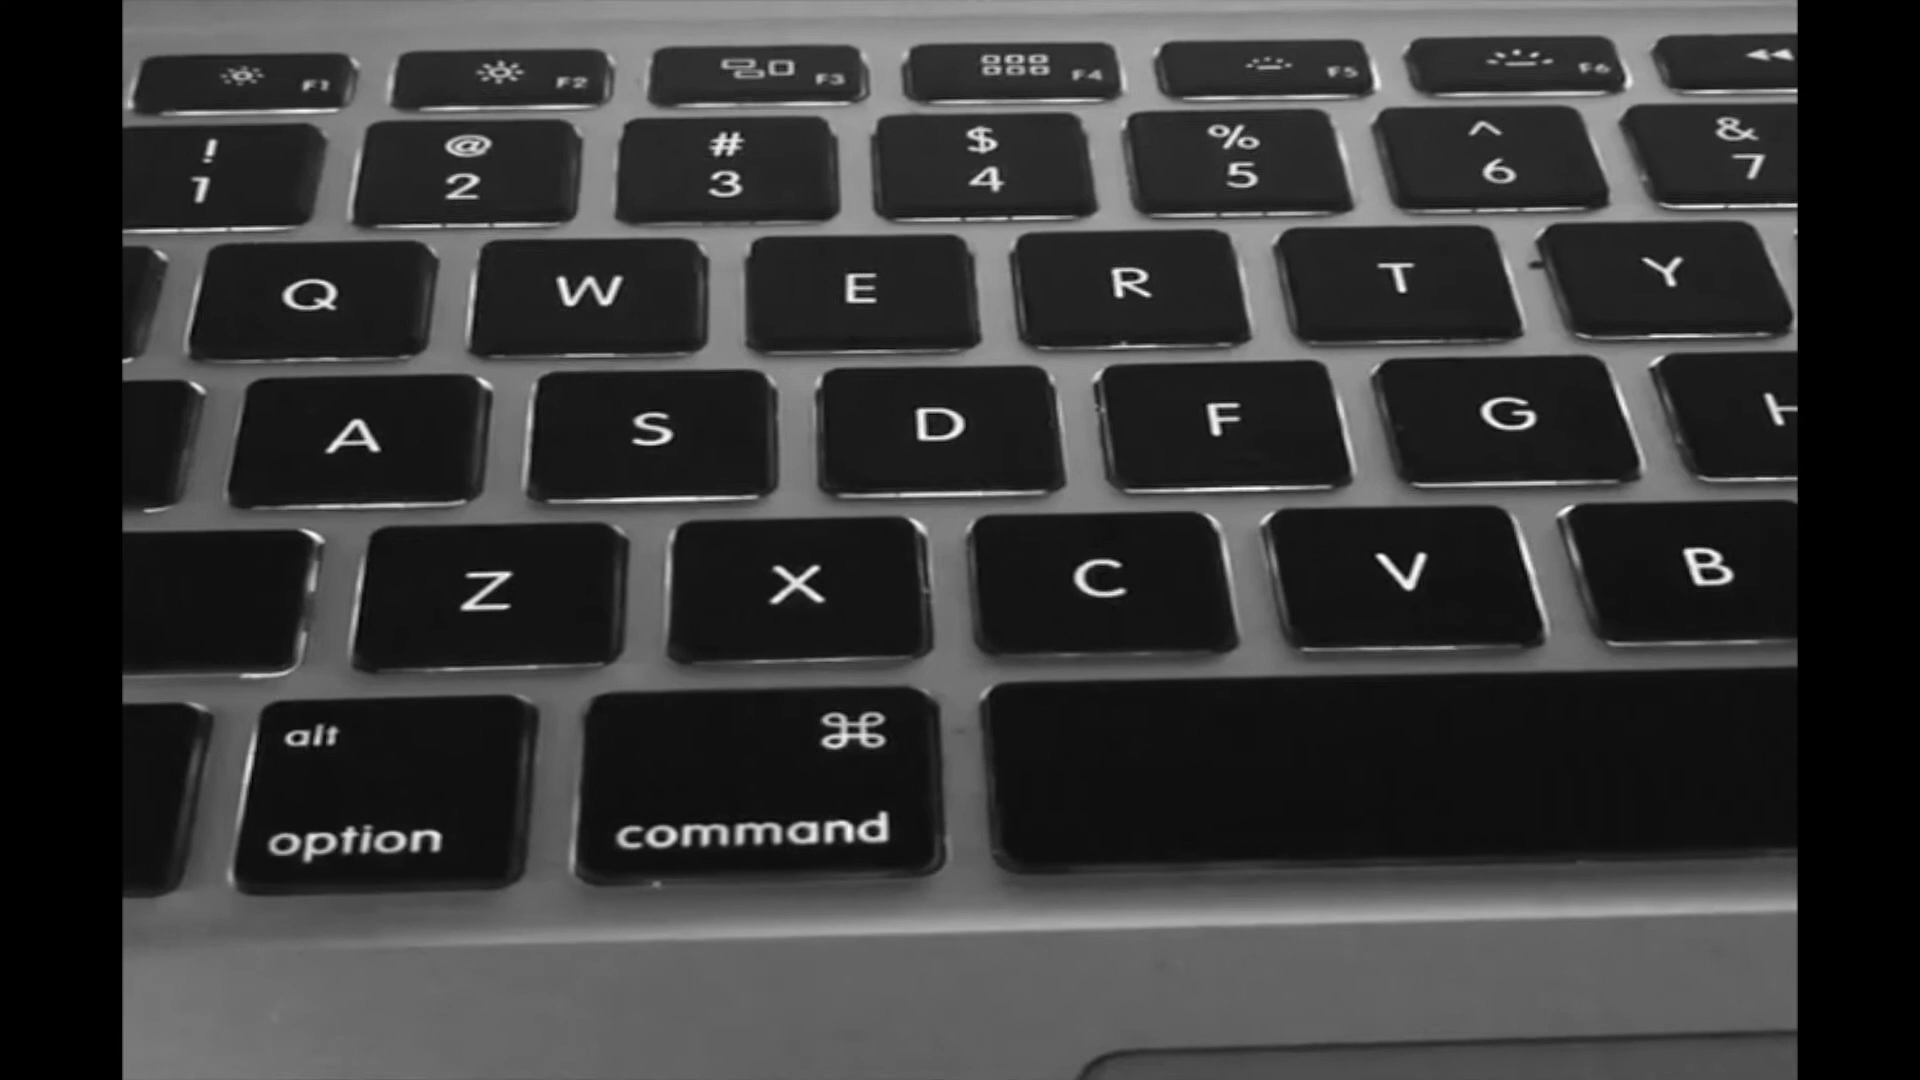 F1 F2 F3 F4 F5 F6
! @ # $ % ^ &
1 2 3 4 5 6 7
Q W E R T Y
A S D F G H
Z X C V B
alt ⌘
option command